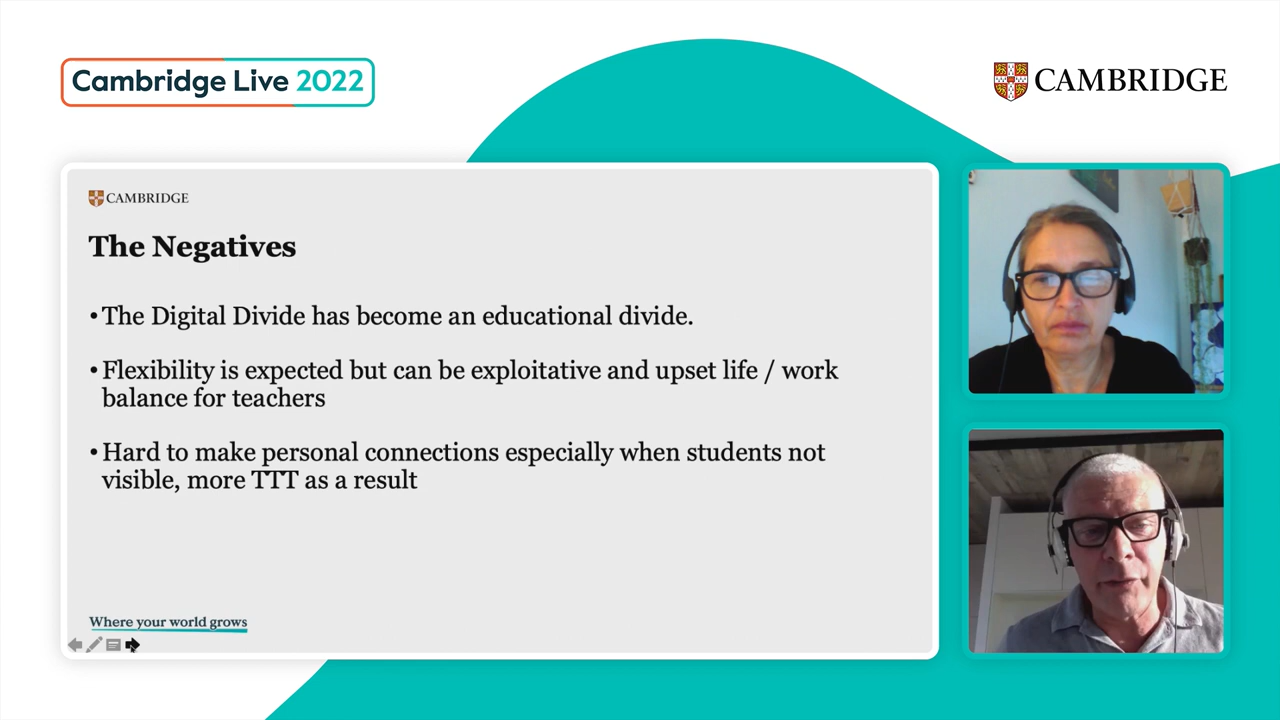 Cambridge Live 2022
CAMBRIDGE
CAMBRIDGE
The Negatives
• The Digital Divide has become an educational divide.
• Flexibility is expected but can be exploitative and upset life / work
balance for teachers
• Hard to make personal connections especially when students not
visible, more TTT as a result
Where your world grows